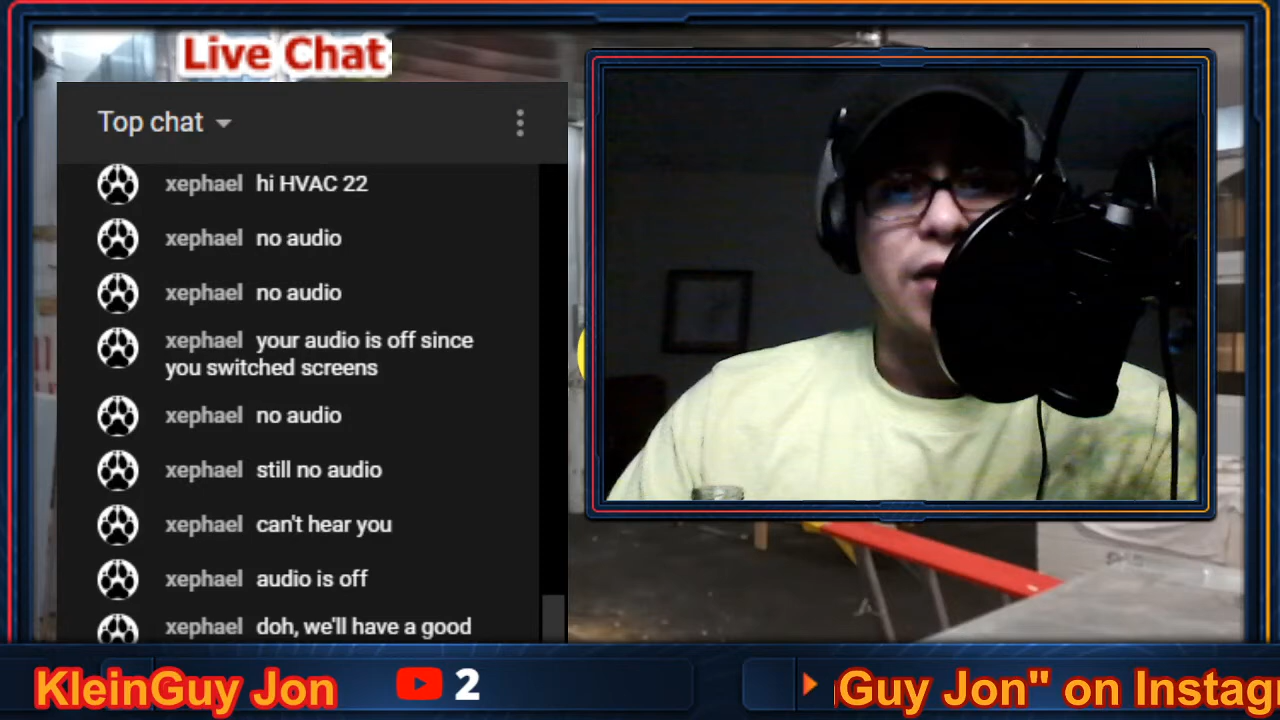 Live Chat
Top chat
xephael hi HVAC 22
xephael no audio
xephael no audio
xephael your audio is off since
you switched screens
xephael no audio
xephael still no audio
xephael can't hear you
xephael audio is off
xephael doh, we'll have a good
KleinGuy Jon 2
Guy Jon" on Instag